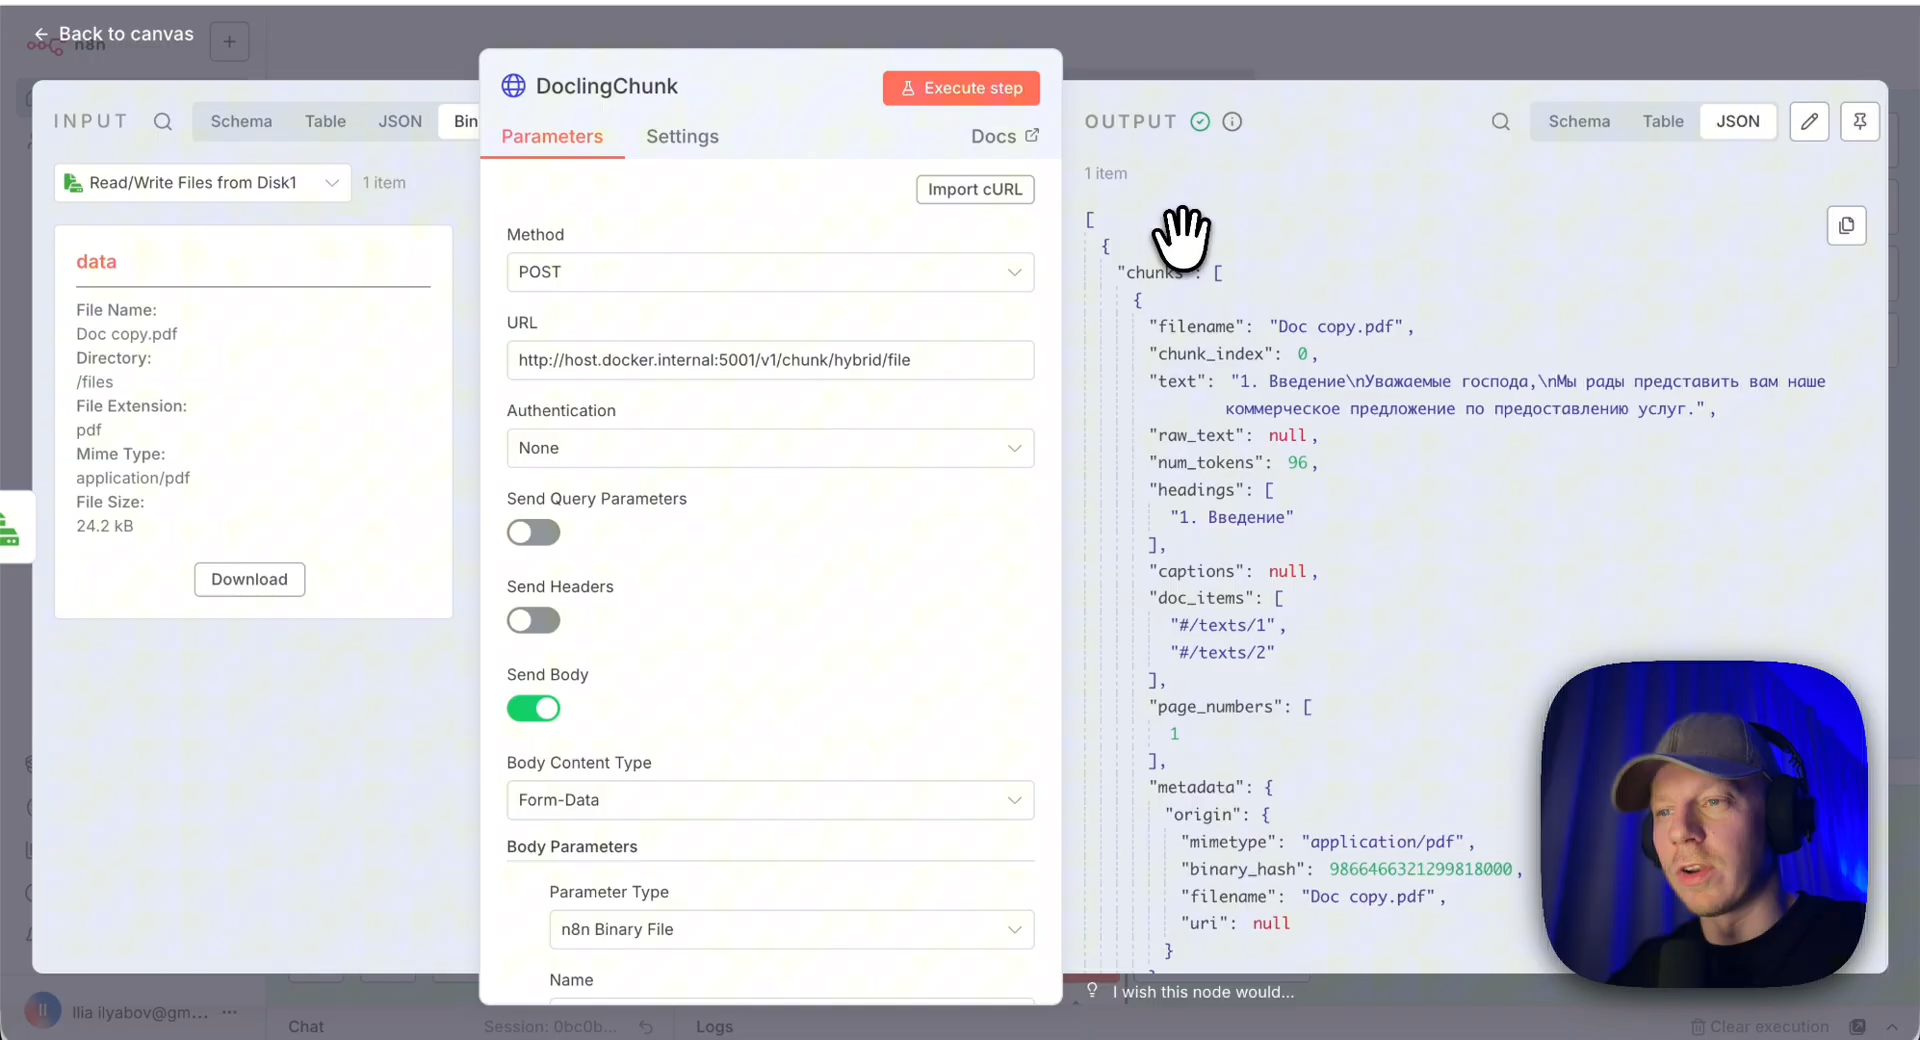 Back to canvas
n8n
INPUT
Schema
Table
JSON
Bin
Read/Write Files from Disk1
1 item
data
File Name:
Doc copy.pdf
Directory:
/files
File Extension:
pdf
Mime Type:
application/pdf
File Size:
24.2 kB
Download
DoclingChunk
Execute step
Parameters
Settings
Docs
Import cURL
Method
POST
URL
http://host.docker.internal:5001/v1/chunk/hybrid/file
Authentication
None
Send Query Parameters
Send Headers
Send Body
Body Content Type
Form-Data
Body Parameters
Parameter Type
n8n Binary File
Name
OUTPUT
Schema
Table
JSON
1 item
[
{
"chunks": [
{
"filename": "Doc copy.pdf",
"chunk_index": 0,
"text": "1. Введение\nУважаемые господа,\nМы рады представить вам наше
коммерческое предложение по предоставлению услуг.",
"raw_text": null,
"num_tokens": 96,
"headings": [
"1. Введение"
],
"captions": null,
"doc_items": [
"#/texts/1",
"#/texts/2"
],
"page_numbers": [
1
],
"metadata": {
"origin": {
"mimetype": "application/pdf",
"binary_hash": 9866466321299818000,
"filename": "Doc copy.pdf",
"uri": null
}
I wish this node would...
Ilia ilyabov@gm...
Chat
Session: 0bc0b...
Logs
Clear execution